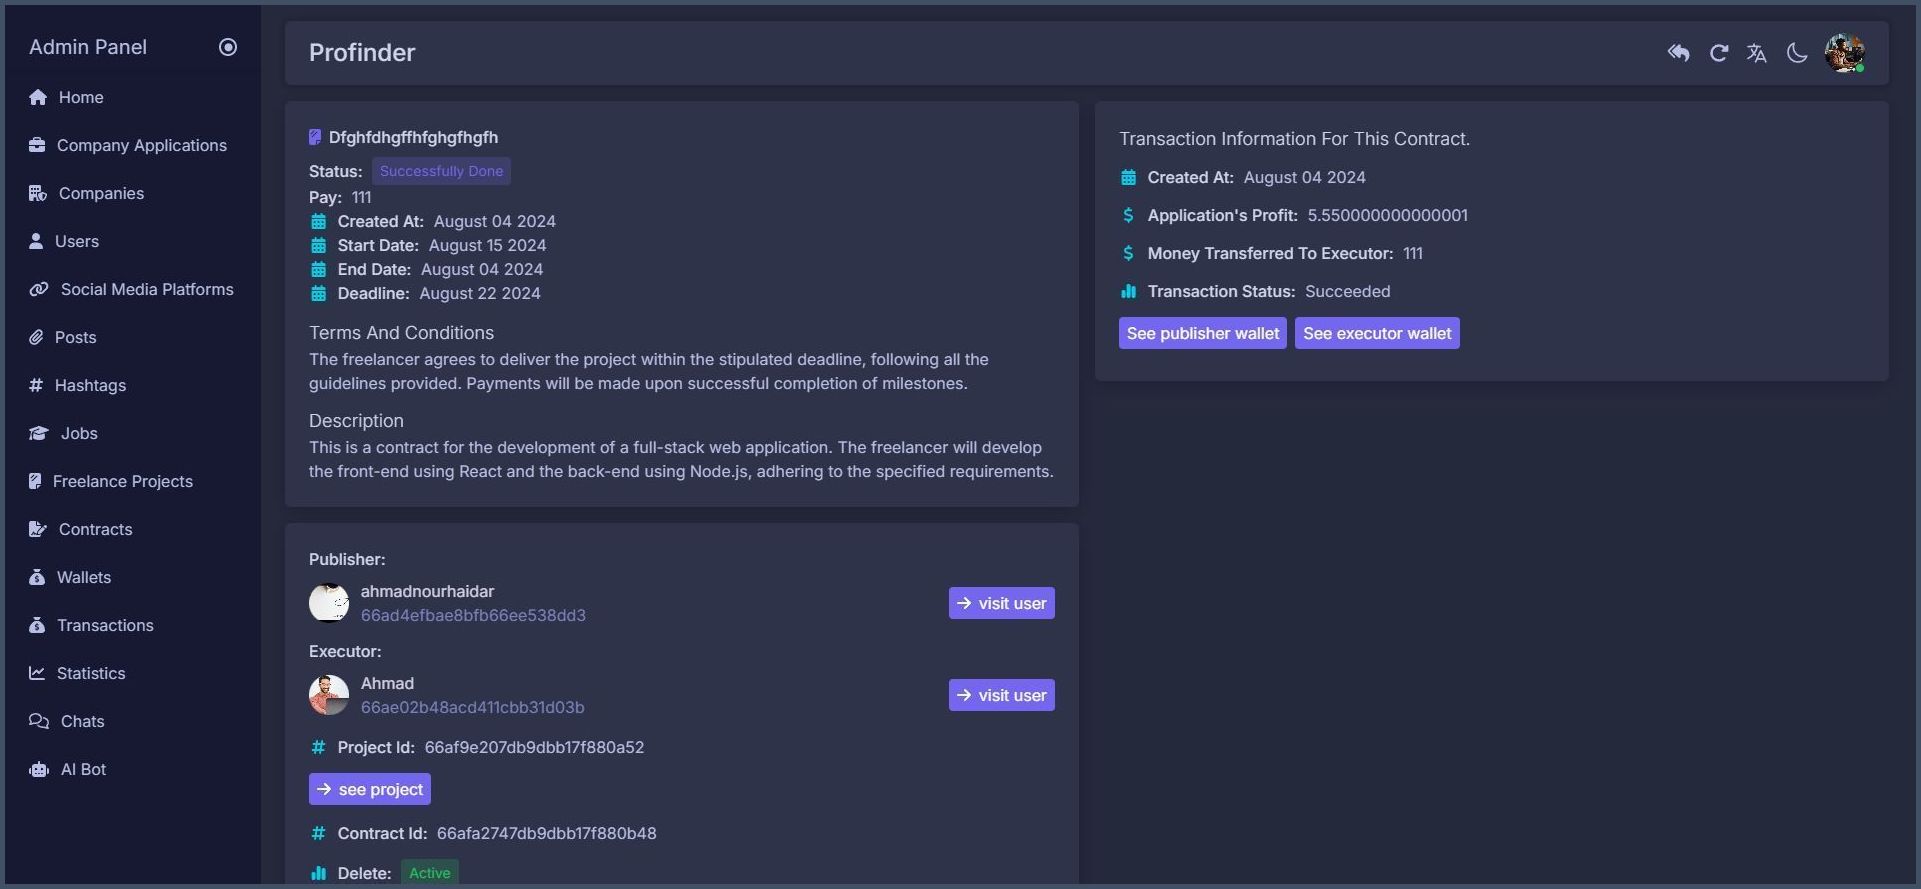 Admin Panel
Home
Company Applications
Companies
Users
Social Media Platforms
Posts
Hashtags
Jobs
Freelance Projects
Contracts
Wallets
Transactions
Statistics
Chats
AI Bot
Profinder
Dfghfdhgffhfghgfhgfh
Status: Successfully Done
Pay: 111
Created At: August 04 2024
Start Date: August 15 2024
End Date: August 04 2024
Deadline: August 22 2024
Terms And Conditions
The freelancer agrees to deliver the project within the stipulated deadline, following all the
guidelines provided. Payments will be made upon successful completion of milestones.
Description
This is a contract for the development of a full-stack web application. The freelancer will develop
the front-end using React and the back-end using Node.js, adhering to the specified requirements.
Publisher:
ahmadnourhaidar
66ad4efbae8bfb66ee538dd3
visit user
Executor:
Ahmad
66ae02b48acd411cbb31d03b
visit user
Project Id: 66af9e207db9dbb17f880a52
see project
Contract Id: 66afa2747db9dbb17f880b48
Delete: Active
Transaction Information For This Contract.
Created At: August 04 2024
Application's Profit: 5.550000000000001
Money Transferred To Executor: 111
Transaction Status: Succeeded
See publisher wallet See executor wallet